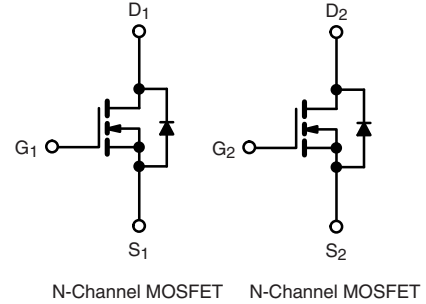 D1 D2
G1 G2
S1 S2
N-Channel MOSFET N-Channel MOSFET